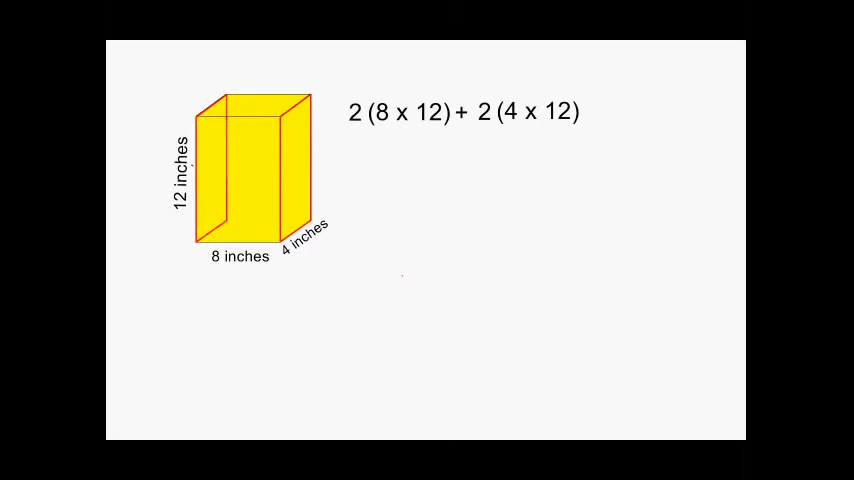 2 (8 x 12) + 2 (4 x 12)
12 inches
4 inches
8 inches